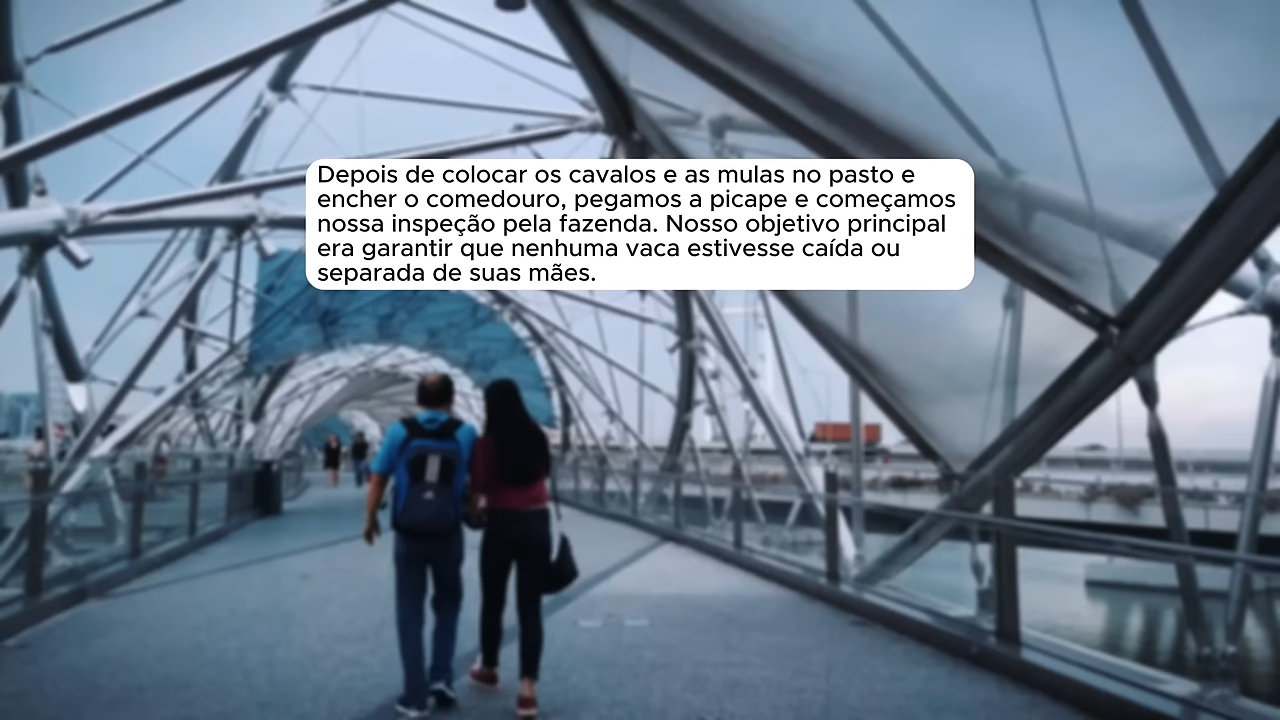 Depois de colocar os cavalos e as mulas no pasto e
encher o comedouro, pegamos a picape e começamos
nossa inspeção pela fazenda. Nosso objetivo principal
era garantir que nenhuma vaca estivesse caída ou
separada de suas mães.